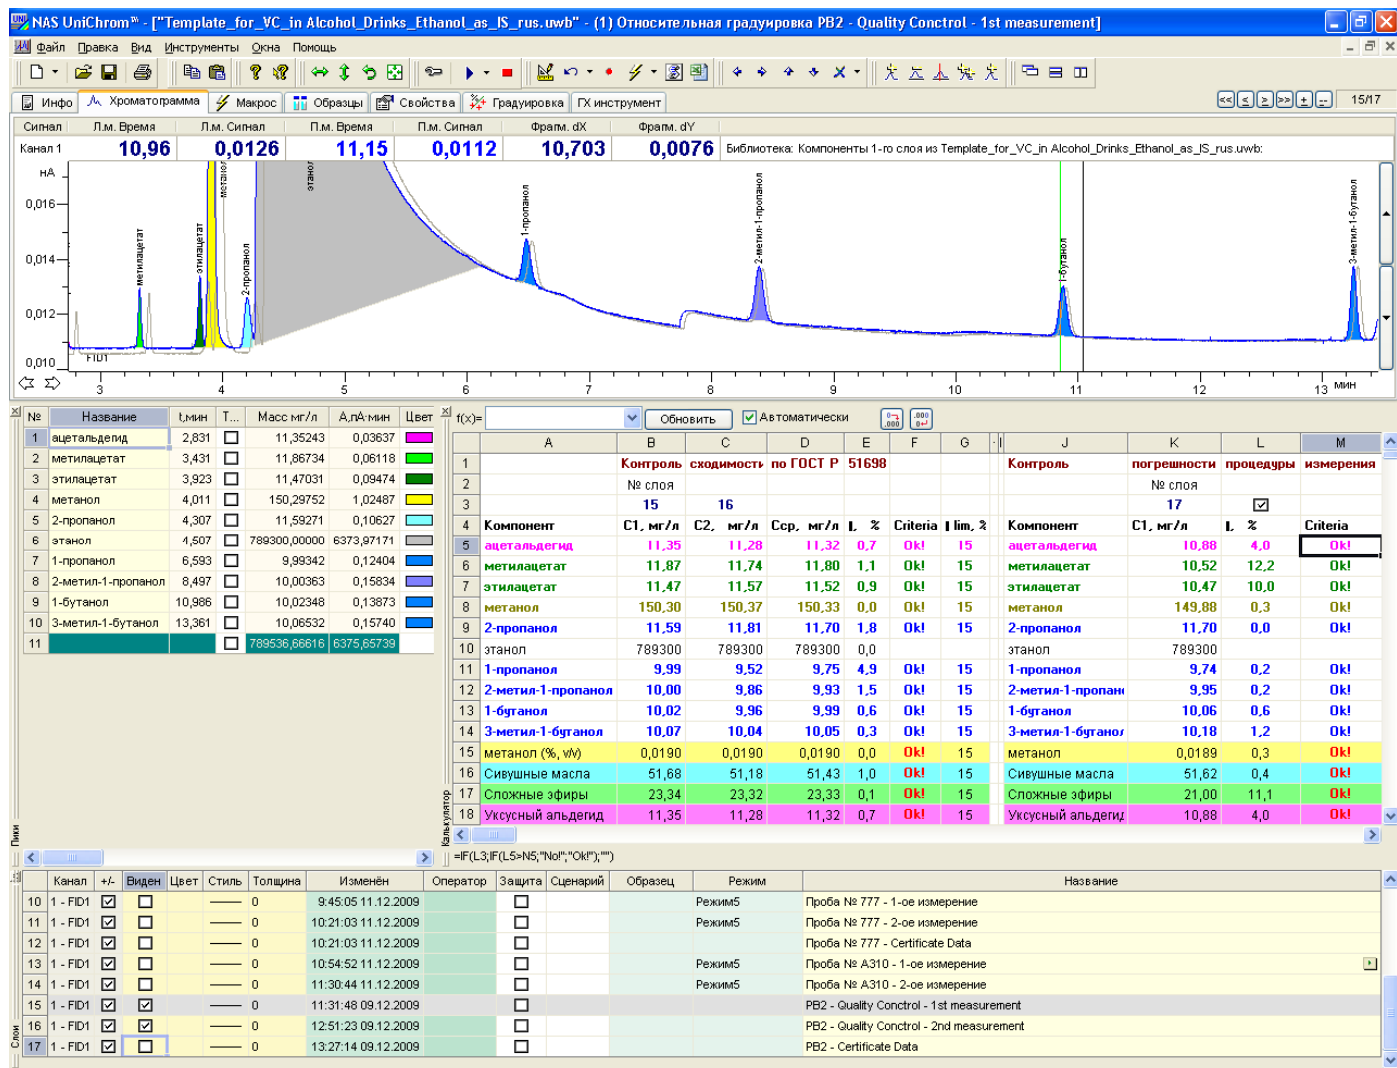 NAS UniChrom™ - ["Template_for_VC_in Alcohol_Drinks_Ethanol_as_IS_rus.uwb" - (1) Относительная градуировка PB2 - Quality Conctrol - 1st measurement]
Файл Правка Вид Инструменты Окна Помощь
Инфо Хроматограмма Макрос Образцы Свойства Градуировка ГХ инструмент 15/17
Сигнал Л.м. Время Л.м. Сигнал П.м. Время П.м. Сигнал Фрагм. dX Фрагм. dY
Канал 1 10,96 0,0126 11,15 0,0112 10,703 0,0076 Библиотека: Компоненты 1-го слоя из Template_for_VC_in Alcohol_Drinks_Ethanol_as_IS_rus.uwb:
нА
0,016
0,014
0,012
0,010
FID1
метилацетат
этилацетат
метанол
2-пропанол
этанол
1-пропанол
2-метил-1-пропанол
1-бутанол
3-метил-1-бутанол
3 4 5 6 7 8 9 10 11 12 13 мин
№ Название t,мин Т... Масс мг/л A,пА·мин Цвет
1 ацетальдегид 2,831 11,35243 0,03637
2 метилацетат 3,431 11,86734 0,06118
3 этилацетат 3,923 11,47031 0,09474
4 метанол 4,011 150,29752 1,02487
5 2-пропанол 4,307 11,59271 0,10627
6 этанол 4,507 789300,00000 6373,97171
7 1-пропанол 6,593 9,99342 0,12404
8 2-метил-1-пропанол 8,497 10,00363 0,15834
9 1-бутанол 10,986 10,02348 0,13873
10 3-метил-1-бутанол 13,361 10,06532 0,15740
11 789536,66616 6375,65739
Пики
f(x)= Обновить Автоматически
A B C D E F G J K L M
1 Контроль сходимости по ГОСТ Р 51698 Контроль погрешности процедуры измерения
2 № слоя № слоя
3 15 16 17
4 Компонент C1, мг/л C2, мг/л Cср, мг/л I, % Criteria I lim, % Компонент C1, мг/л I, % Criteria
5 ацетальдегид 11,35 11,28 11,32 0,7 Ok! 15 ацетальдегид 10,88 4,0 Ok!
6 метилацетат 11,87 11,74 11,80 1,1 Ok! 15 метилацетат 10,52 12,2 Ok!
7 этилацетат 11,47 11,57 11,52 0,9 Ok! 15 этилацетат 10,47 10,0 Ok!
8 метанол 150,30 150,37 150,33 0,0 Ok! 15 метанол 149,88 0,3 Ok!
9 2-пропанол 11,59 11,81 11,70 1,8 Ok! 15 2-пропанол 11,70 0,0 Ok!
10 этанол 789300 789300 789300 0,0 этанол 789300
11 1-пропанол 9,99 9,52 9,75 4,9 Ok! 15 1-пропанол 9,74 0,2 Ok!
12 2-метил-1-пропанол 10,00 9,86 9,93 1,5 Ok! 15 2-метил-1-пропан 9,95 0,2 Ok!
13 1-бутанол 10,02 9,96 9,99 0,6 Ok! 15 1-бутанол 10,06 0,6 Ok!
14 3-метил-1-бутанол 10,07 10,04 10,05 0,3 Ok! 15 3-метил-1-бутанол 10,18 1,2 Ok!
15 метанол (%, v/v) 0,0190 0,0190 0,0190 0,0 Ok! 15 метанол 0,0189 0,3 Ok!
16 Сивушные масла 51,68 51,18 51,43 1,0 Ok! 15 Сивушные масла 51,62 0,4 Ok!
17 Сложные эфиры 23,34 23,32 23,33 0,1 Ok! 15 Сложные эфиры 21,00 11,1 Ok!
18 Уксусный альдегид 11,35 11,28 11,32 0,7 Ok! 15 Уксусный альдегид 10,88 4,0 Ok!
Калькулятор
=IF(L3;IF(L5>N5;"No!";"Ok!");"")
Канал +/- Виден Цвет Стиль Толщина Изменён Оператор Защита Сценарий Образец Режим Название
10 1 - FID1 0 9:45:05 11.12.2009 Режим5 Проба № 777 - 1-ое измерение
11 1 - FID1 0 10:21:03 11.12.2009 Режим5 Проба № 777 - 2-ое измерение
12 1 - FID1 0 10:21:03 11.12.2009 Проба № 777 - Certificate Data
13 1 - FID1 0 10:54:52 11.12.2009 Режим5 Проба № А310 - 1-ое измерение
14 1 - FID1 0 11:30:44 11.12.2009 Режим5 Проба № А310 - 2-ое измерение
15 1 - FID1 0 11:31:48 09.12.2009 PB2 - Quality Conctrol - 1st measurement
16 1 - FID1 0 12:51:23 09.12.2009 PB2 - Quality Conctrol - 2nd measurement
17 1 - FID1 0 13:27:14 09.12.2009 PB2 - Certificate Data
Слои